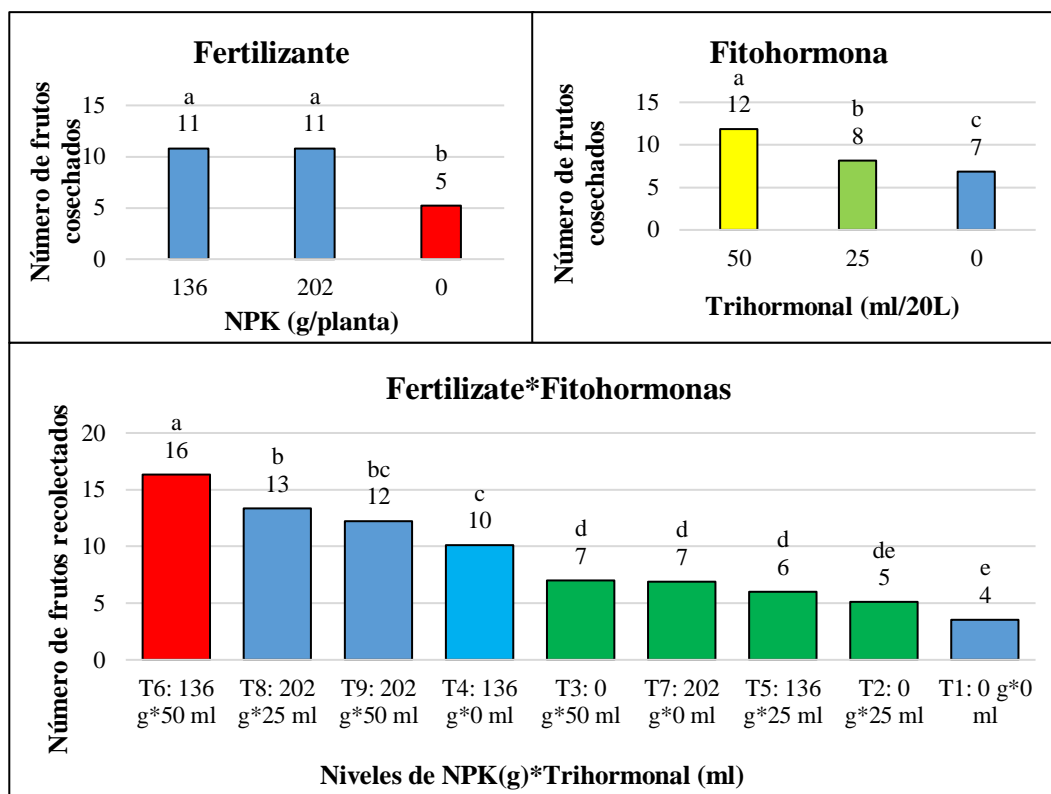 Fertilizante
Número de frutos
cosechados
15
10
5
0
a
11
a
11
b
5
136
202
0
NPK (g/planta)
Fitohormona
Número de frutos
cosechados
15
10
5
0
a
12
b
8
c
7
50
25
0
Trihormonal (ml/20L)
Fertilizate*Fitohormonas
Número de frutos recolectados
20
15
10
5
0
a
16
b
13
bc
12
c
10
d
7
d
7
d
6
de
5
e
4
T6: 136
g*50 ml
T8: 202
g*25 ml
T9: 202
g*50 ml
T4: 136
g*0 ml
T3: 0
g*50 ml
T7: 202
g*0 ml
T5: 136
g*25 ml
T2: 0
g*25 ml
T1: 0 g*0
ml
Niveles de NPK(g)*Trihormonal (ml)